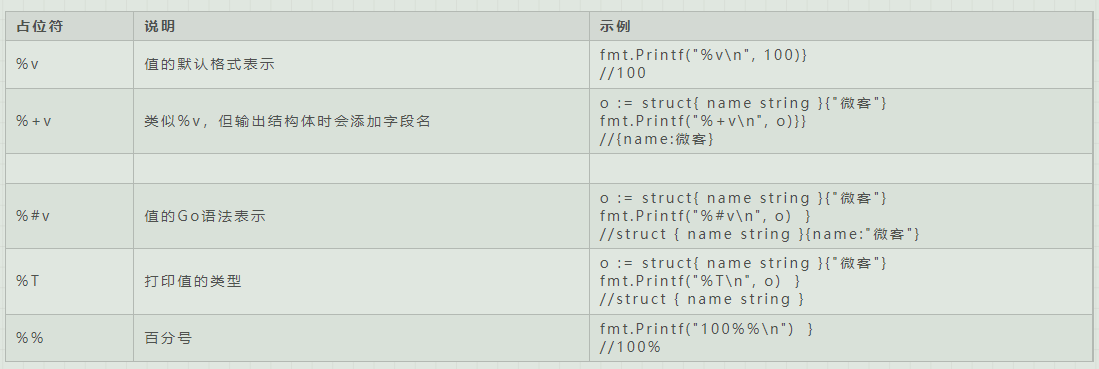 占位符 说明 示例
%v 值的默认格式表示 fmt.Printf("%v\n", 100)}
//100
o := struct{ name string }{"微客"}
%+v 类似%v，但输出结构体时会添加字段名 fmt.Printf("%+v\n", o)}}
//{name:微客}
o := struct{ name string }{"微客"}
%#v 值的Go语法表示 fmt.Printf("%#v\n", o)  }
//struct { name string }{name:"微客"}
o := struct{ name string }{"微客"}
%T 打印值的类型 fmt.Printf("%T\n", o)  }
//struct { name string }
%% 百分号 fmt.Printf("100%%\n")  }
//100%